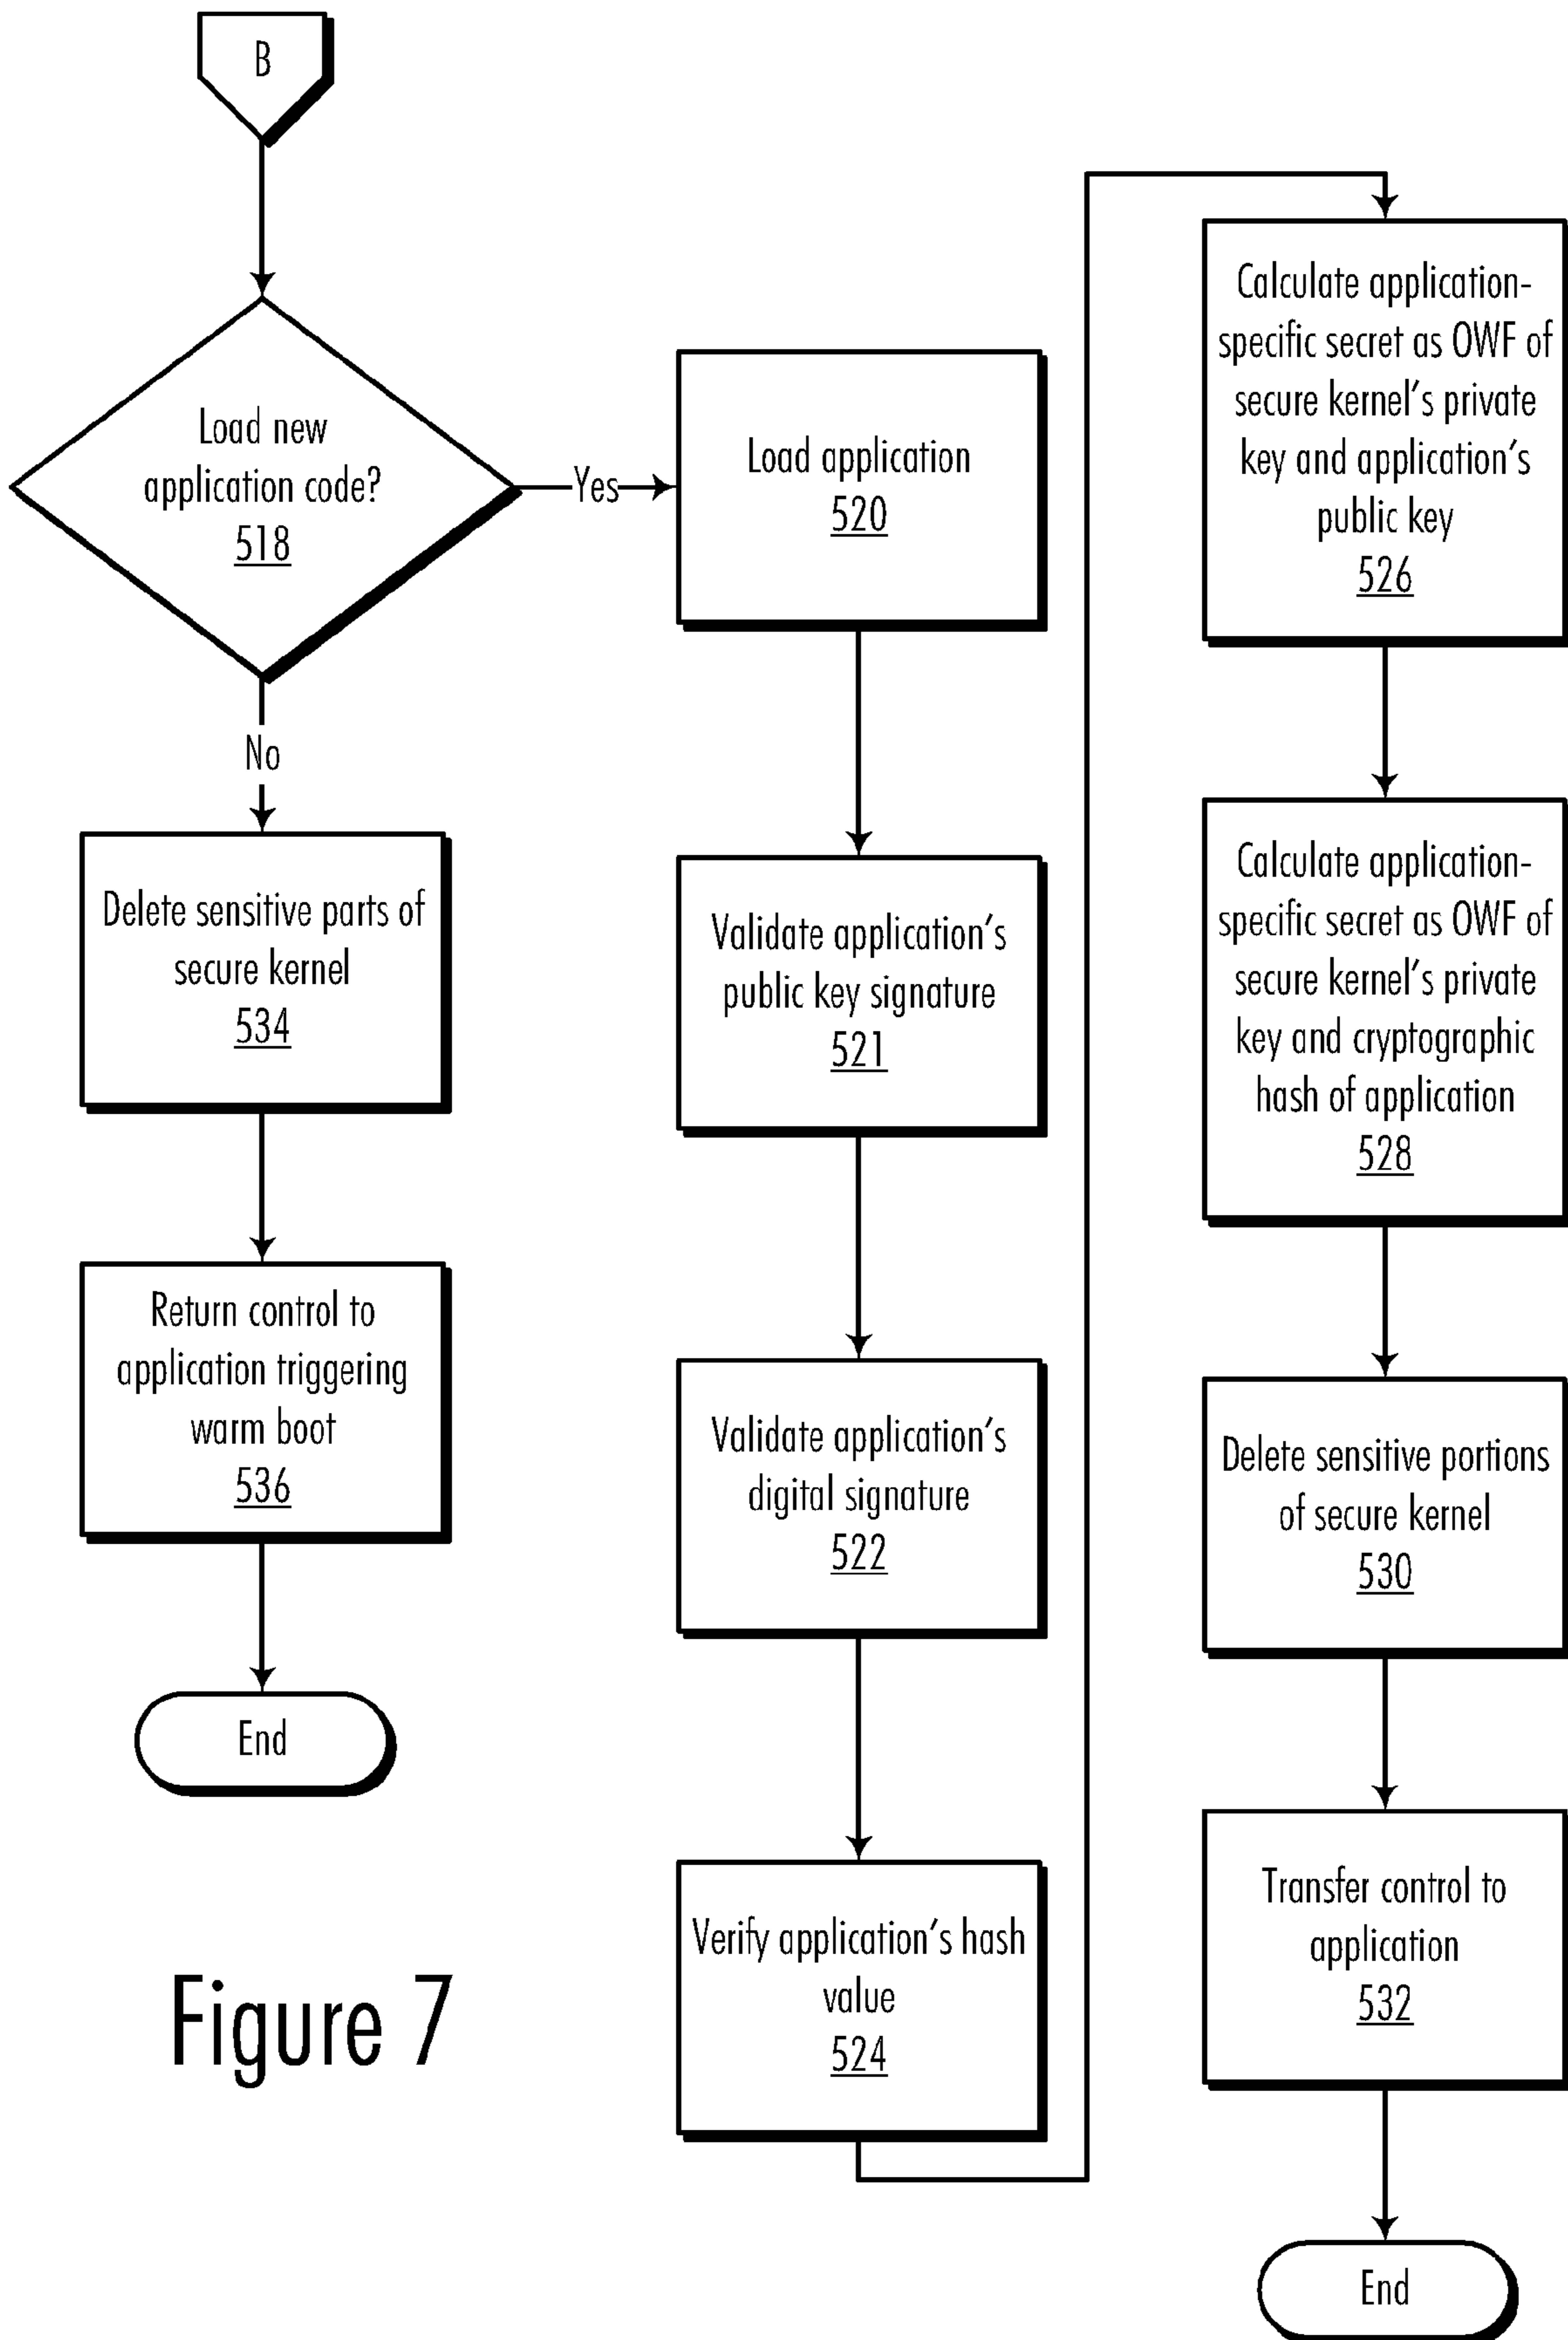 B
Load new
application code?
518
Yes
No
Delete sensitive parts of
secure kernel
534
Return control to
application triggering
warm boot
536
End
Load application
520
Validate application's
public key signature
521
Validate application's
digital signature
522
Verify application's hash
value
524
Calculate application-
specific secret as OWF of
secure kernel's private
key and application's
public key
526
Calculate application-
specific secret as OWF of
secure kernel's private
key and cryptographic
hash of application
528
Delete sensitive portions
of secure kernel
530
Transfer control to
application
532
End
Figure 7